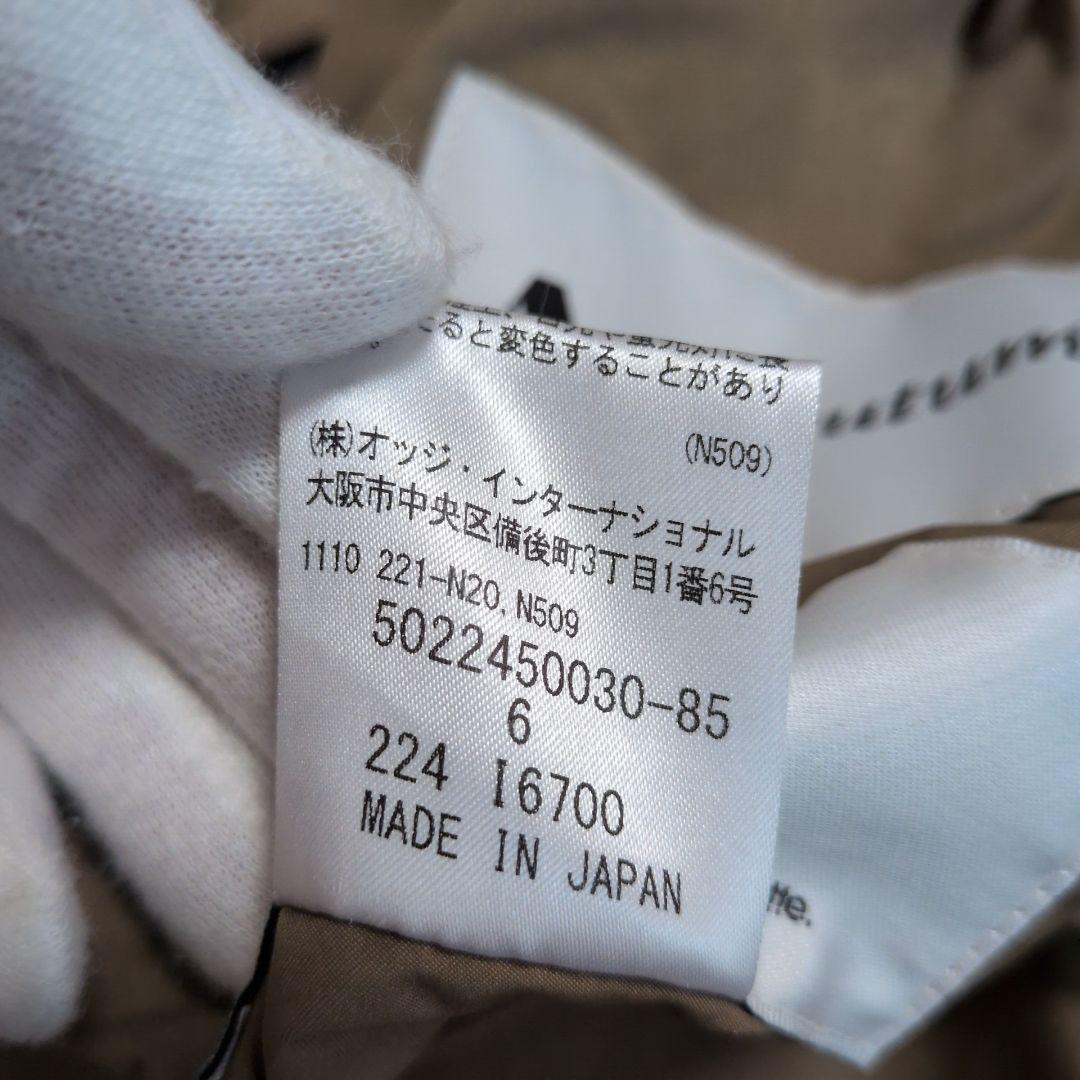 ると変色することがあり
(N509)
(株)オッジ・インターナショナル
大阪市中央区備後町3丁目1番6号
1110 221-N20.N509
5022450030-85
6
224 I6700
MADE IN JAPAN